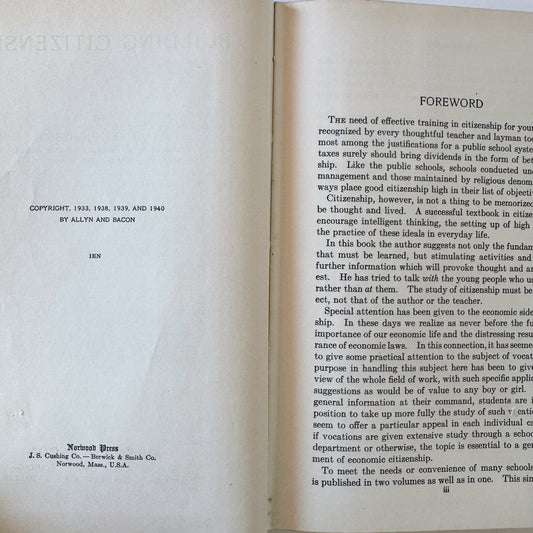 COPYRIGHT, 1933, 1938, 1939, AND 1940
BY ALLYN AND BACON
IEN
Norwood Press
J. S. Cushing Co. — Berwick & Smith Co.
Norwood, Mass., U.S.A.
FOREWORD
THE need of effective training in citizenship for your
recognized by every thoughtful teacher and layman too
most among the justifications for a public school syste
taxes surely should bring dividends in the form of bet
ship. Like the public schools, schools conducted un
management and those maintained by religious denom
ways place good citizenship high in their list of objecti
Citizenship, however, is not a thing to be memorized
be thought and lived. A successful textbook in citize
encourage intelligent thinking, the setting up of high
the practice of these ideals in everyday life.
In this book the author suggests not only the fundam
that must be learned, but stimulating activities and
further information which will provoke thought and ar
est. He has tried to talk with the young people who us
rather than at them. The study of citizenship must be
ect, not that of the author or the teacher.
Special attention has been given to the economic side
ship. In these days we realize as never before the fu
importance of our economic life and the distressing resu
rance of economic laws. In this connection, it has seemed
to give some practical attention to the subject of vocat
purpose in handling this subject here has been to give
view of the whole field of work, with such specific applic
suggestions as would be of value to any boy or girl.
general information at their command, students are i
position to take up more fully the study of such vocatio
seem to offer a particular appeal in each individual ca
if vocations are given extensive study through a schoo
department or otherwise, the topic is essential to a gen
ment of economic citizenship.
To meet the needs or convenience of many schools
is published in two volumes as well as in one. This sin
iii